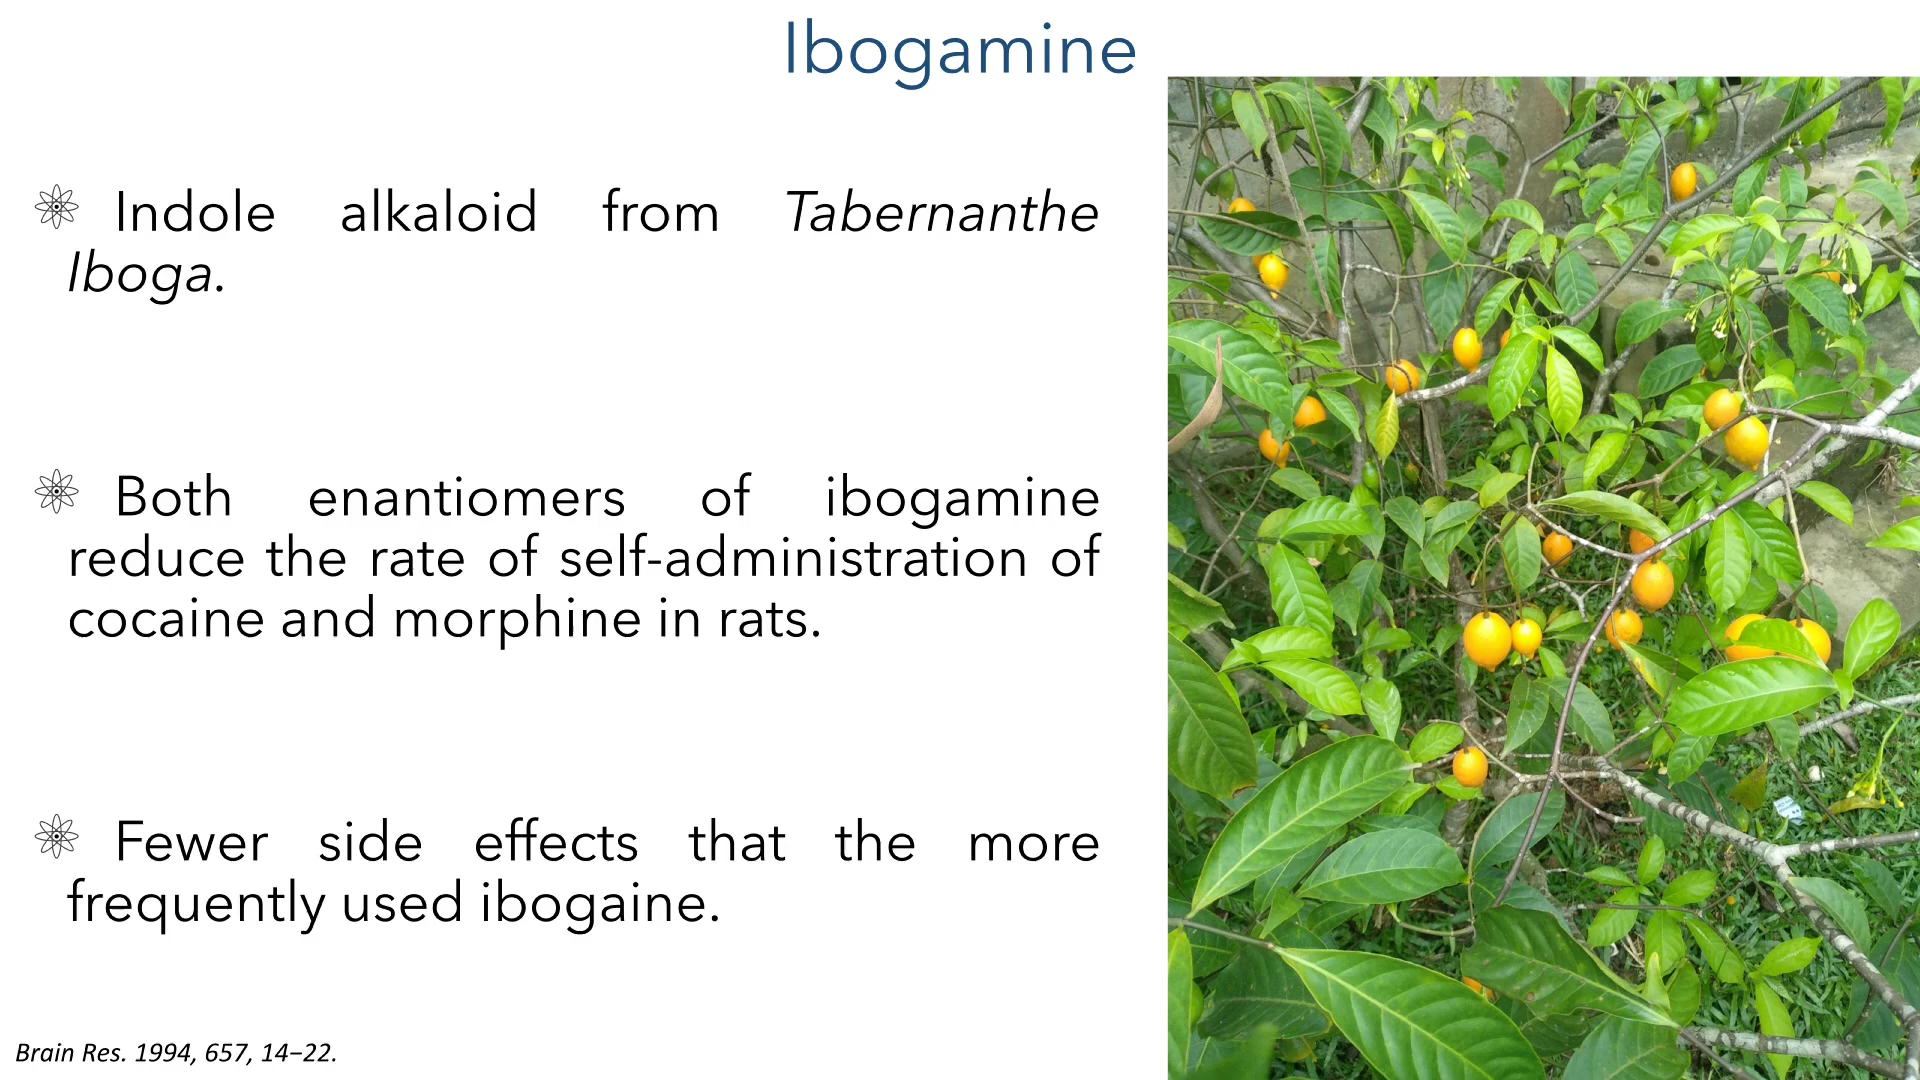 Ibogamine
Indole alkaloid from Tabernanthe
Iboga.
Both enantiomers of ibogamine
reduce the rate of self-administration of
cocaine and morphine in rats.
Fewer side effects that the more
frequently used ibogaine.
Brain Res. 1994, 657, 14–22.